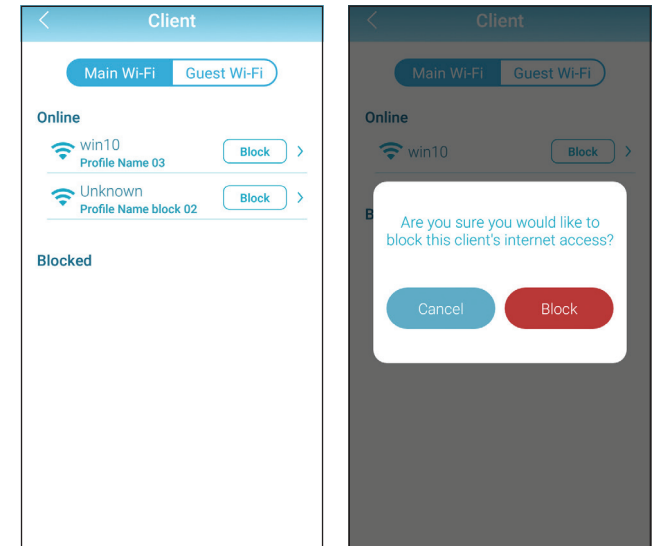 Client
Main Wi-Fi Guest Wi-Fi
Online
win10
Profile Name 03
Block
Unknown
Profile Name block 02
Block
Blocked
Client
Main Wi-Fi Guest Wi-Fi
Online
win10
Block
B
Are you sure you would like to
block this client's internet access?
Cancel Block